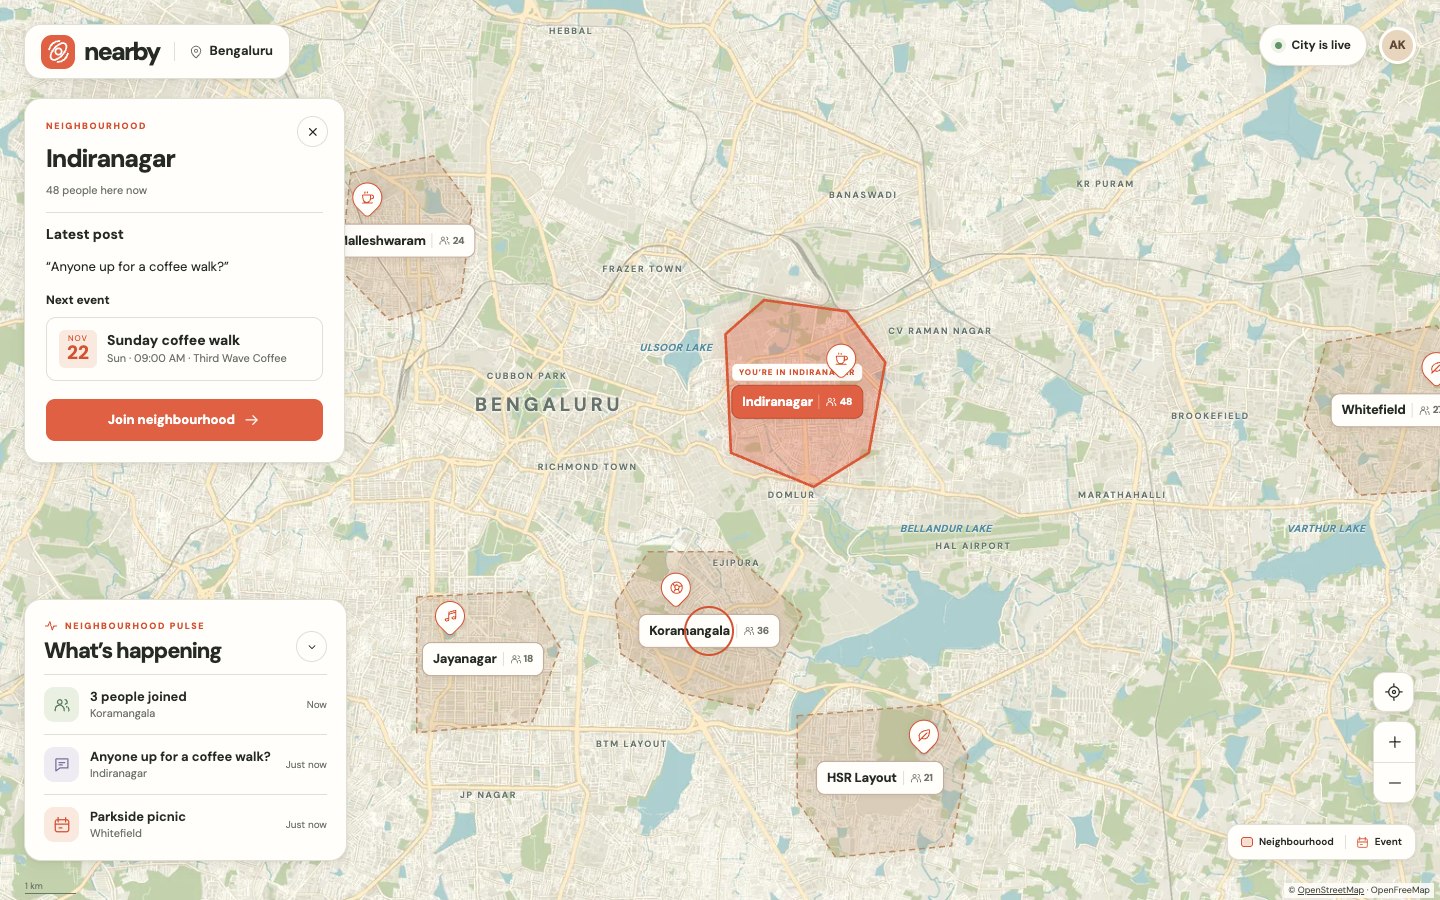 nearby
Bengaluru
City is live
AK
NEIGHBOURHOOD
Indiranagar
48 people here now
Latest post
“Anyone up for a coffee walk?”
Next event
NOV
22
Sunday coffee walk
Sun · 09:00 AM · Third Wave Coffee
Join neighbourhood
NEIGHBOURHOOD PULSE
What's happening
3 people joined
Koramangala
Now
Anyone up for a coffee walk?
Indiranagar
Just now
Parkside picnic
Whitefield
Just now
1 km
HEBBAL
KR PURAM
BANASWADI
alleshwaram 24
FRAZER TOWN
CV RAMAN NAGAR
ULSOOR LAKE
YOU'RE IN
CUBBON PARK
Indiranagar 48
BENGALURU
Whitefield
BROOKEFIELD
RICHMOND TOWN
DOMLUR
MARATHAHALLI
BELLANDUR LAKE
VARTHUR LAKE
HAL AIRPORT
EJIPURA
Koramangala 36
Jayanagar 18
BTM LAYOUT
HSR Layout 21
JP NAGAR
Neighbourhood
Event
© OpenStreetMap · OpenFreeMap